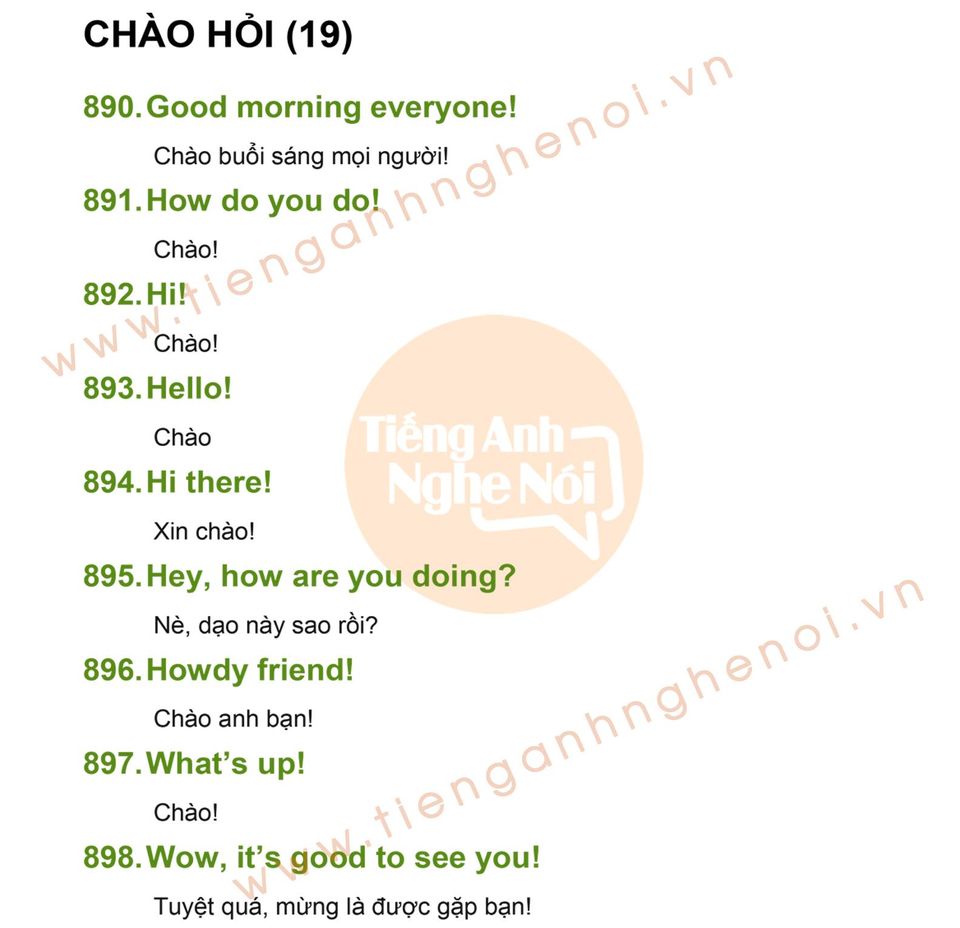 CHÀO HỎI (19)
890. Good morning everyone!
Chào buổi sáng mọi người!
891. How do you do!
Chào!
892. Hi!
Chào!
893. Hello!
Chào
894. Hi there!
Xin chào!
895. Hey, how are you doing?
Nè, dạo này sao rồi?
896. Howdy friend!
Chào anh bạn!
897. What’s up!
Chào!
898. Wow, it’s good to see you!
Tuyệt quá, mừng là được gặp bạn!
www.tienganhnghenoi.vn
Tiếng Anh
Nghe Nói
www.tienganhnghenoi.vn